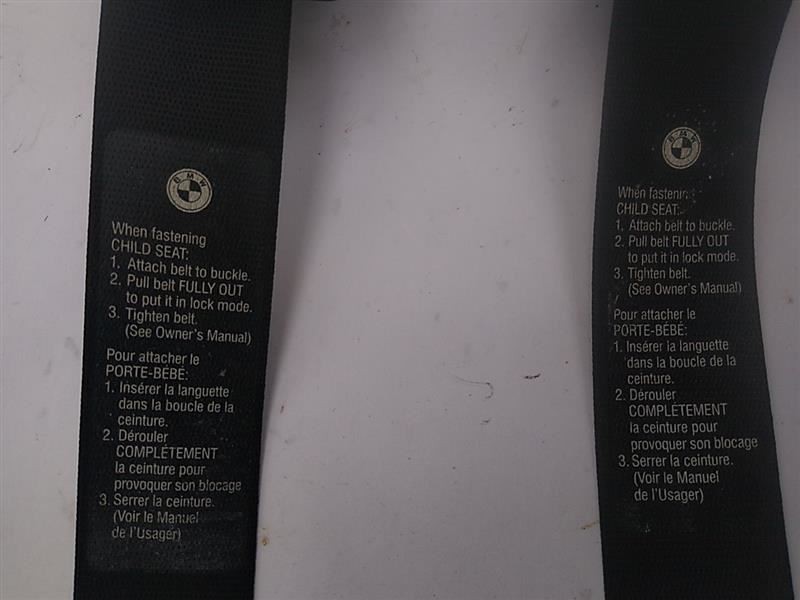 BMW
When fastening
CHILD SEAT:
1. Attach belt to buckle.
2. Pull belt FULLY OUT
to put it in lock mode.
3. Tighten belt.
(See Owner's Manual)
Pour attacher le
PORTE-BÉBÉ:
1. Insérer la languette
dans la boucle de la
ceinture.
2. Dérouler
COMPLÉTEMENT
la ceinture pour
provoquer son blocage
3. Serrer la ceinture.
(Voir le Manuel
de l'Usager)
BMW
When fastening
CHILD SEAT:
1. Attach belt to buckle.
2. Pull belt FULLY OUT
to put it in lock mode.
3. Tighten belt.
(See Owner's Manual)
Pour attacher le
PORTE-BÉBÉ:
1. Insérer la languette
dans la boucle de la
ceinture.
2. Dérouler
COMPLÉTEMENT
la ceinture pour
provoquer son blocage
3. Serrer la ceinture.
(Voir le Manuel
de l'Usager)